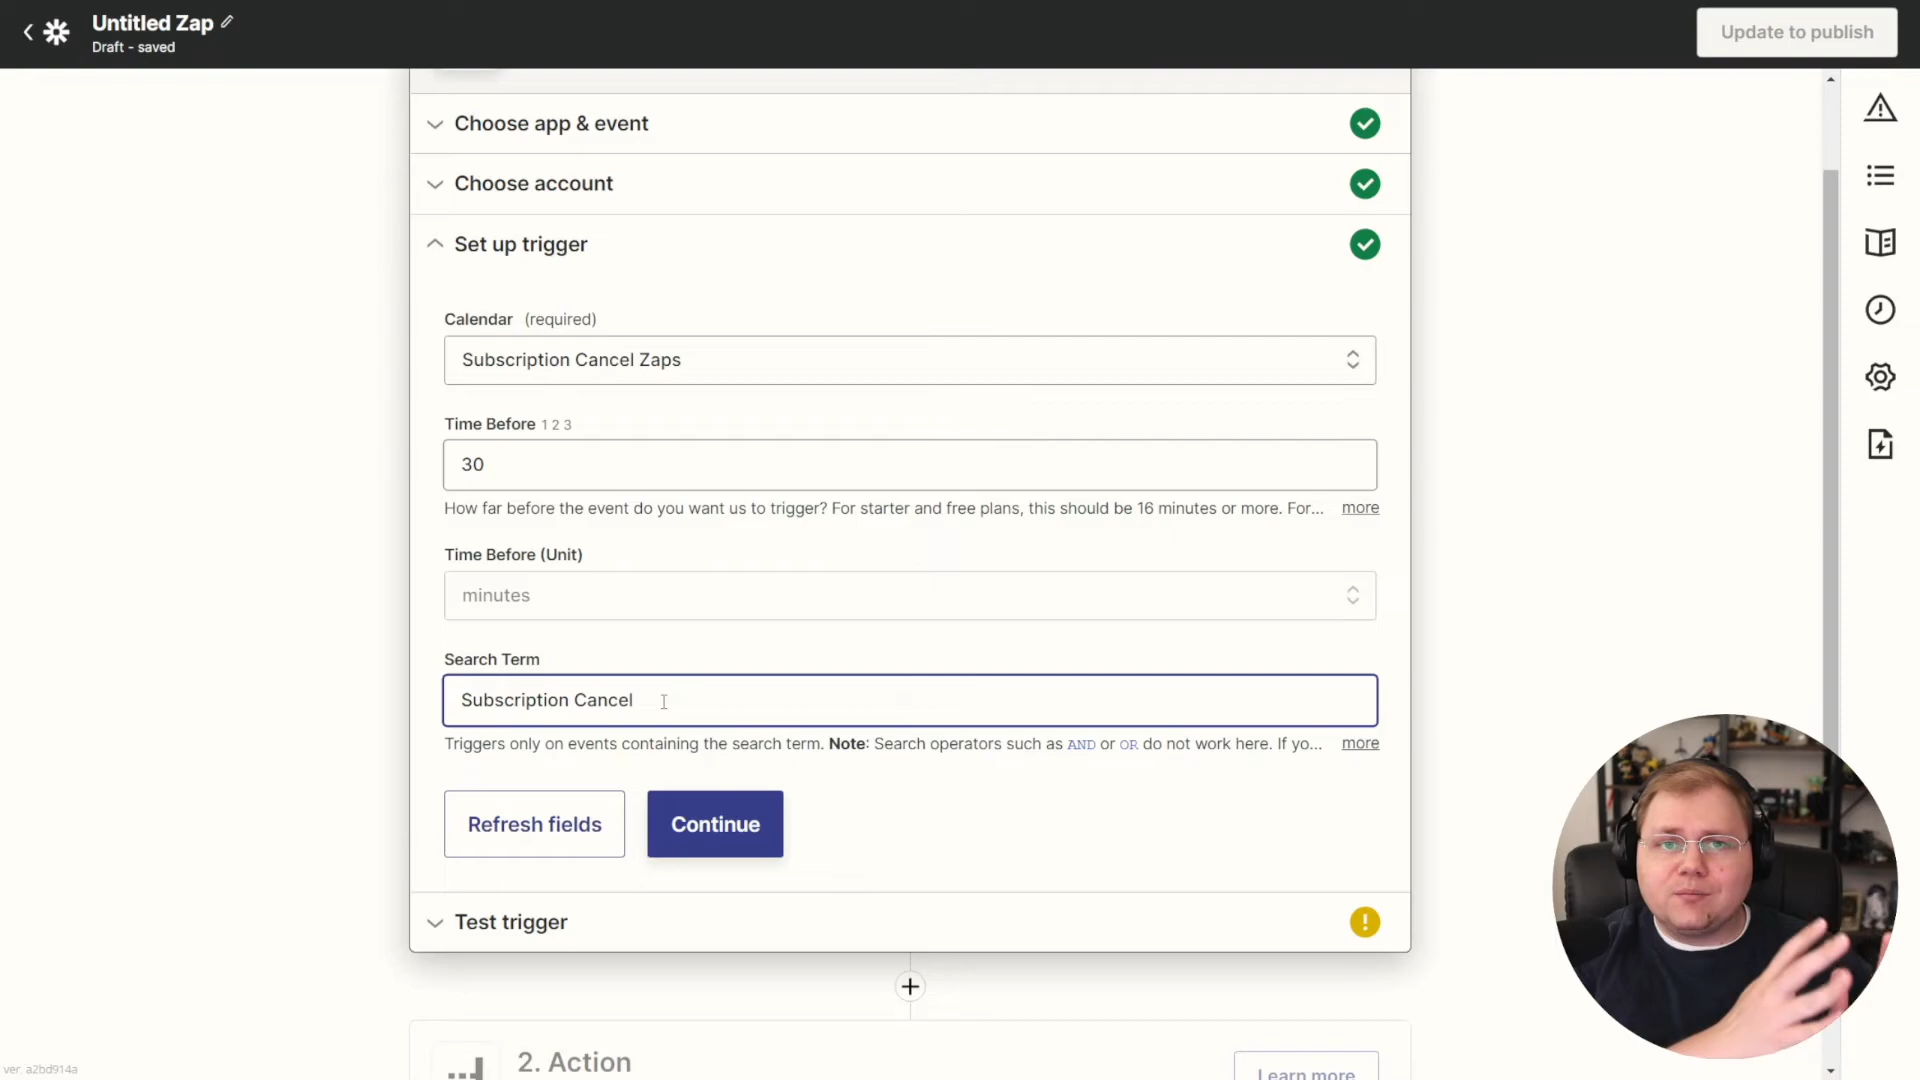 Untitled Zap
Draft - saved
Update to publish
Choose app & event
Choose account
Set up trigger
Calendar (required)
Subscription Cancel Zaps
Time Before 1 2 3
30
How far before the event do you want us to trigger? For starter and free plans, this should be 16 minutes or more. For... more
Time Before (Unit)
minutes
Search Term
Subscription Cancel
Triggers only on events containing the search term. Note: Search operators such as AND or OR do not work here. If yo... more
Refresh fields
Continue
Test trigger
2. Action
Learn more
ver. a2bd914a